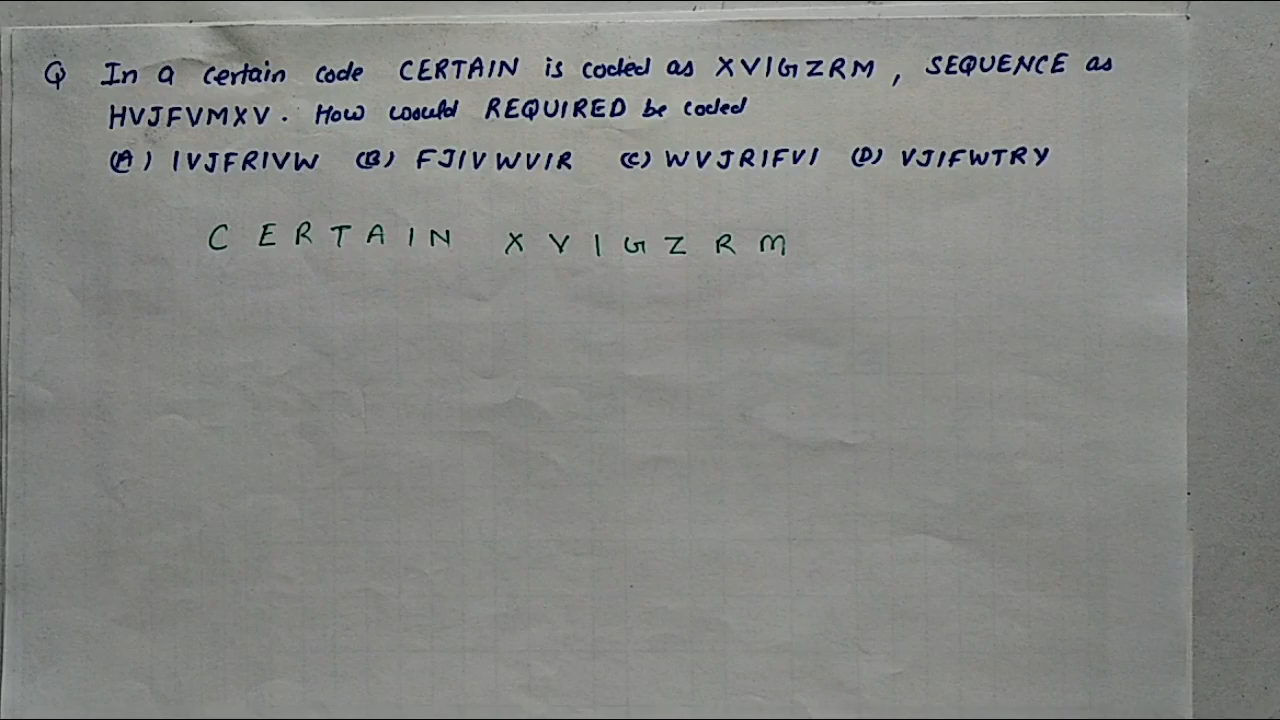 Q In a certain code CERTAIN is coded as XVIGZRM, SEQUENCE as
HVJFVMXV. How would REQUIRED be coded
(A) IVJFRIVW (B) FJIVWVIR (C) WVJRIFVI (D) VJIFWTRY
C E R T A I N X V I G Z R M